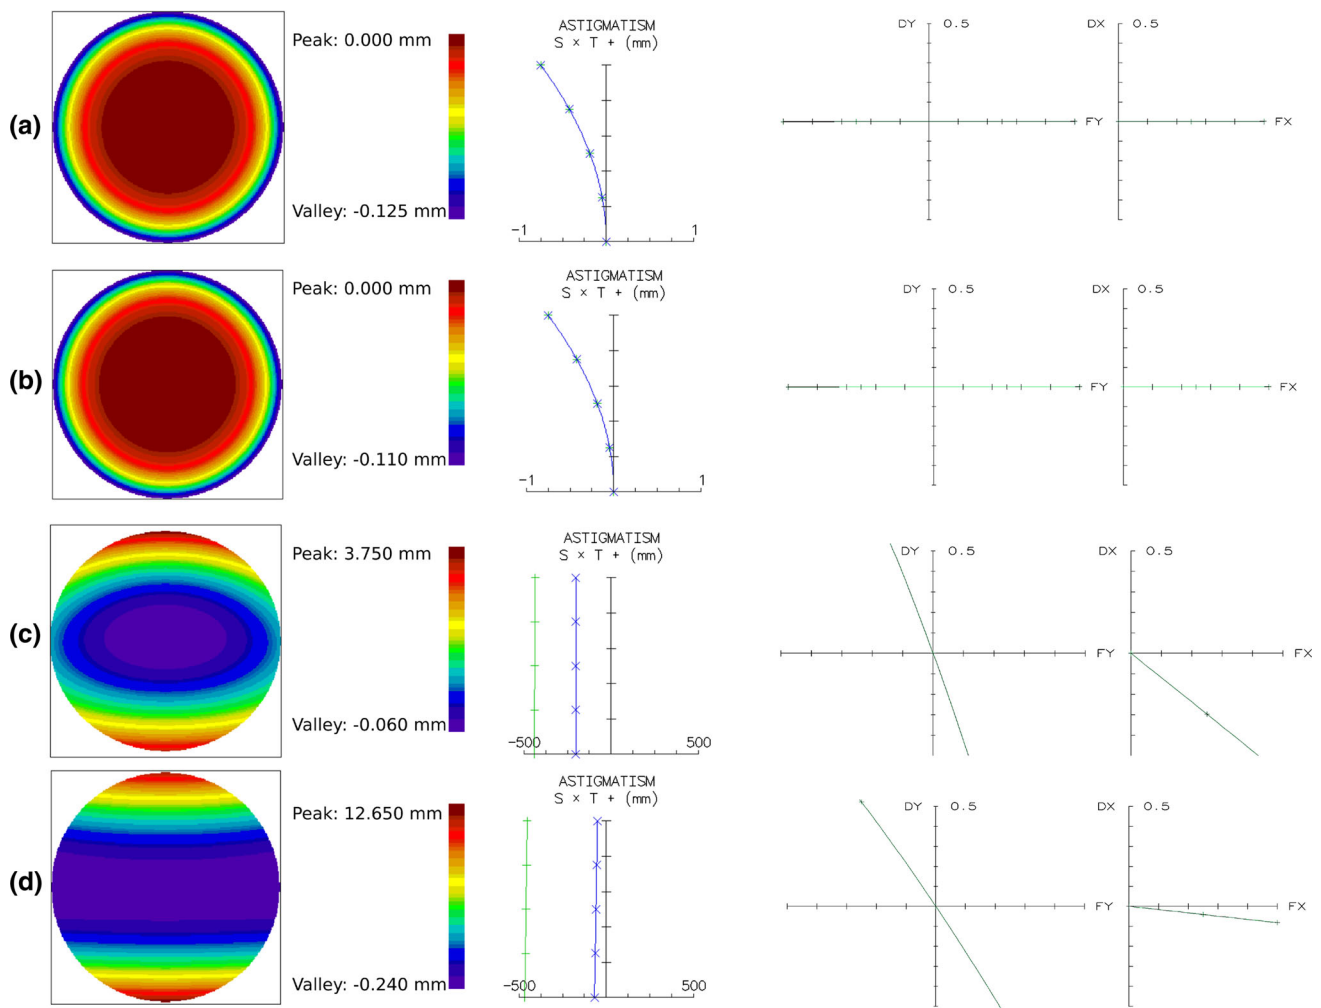 (a)
Peak: 0.000 mm
Valley: -0.125 mm
ASTIGMATISM
S × T + (mm)
−1 1
DY 0.5
FY
DX 0.5
FX
(b)
Peak: 0.000 mm
Valley: -0.110 mm
ASTIGMATISM
S × T + (mm)
−1 1
DY 0.5
FY
DX 0.5
FX
(c)
Peak: 3.750 mm
Valley: -0.060 mm
ASTIGMATISM
S × T + (mm)
−500 500
DY 0.5
FY
DX 0.5
FX
(d)
Peak: 12.650 mm
Valley: -0.240 mm
ASTIGMATISM
S × T + (mm)
−500 500
DY 0.5
FY
DX 0.5
FX